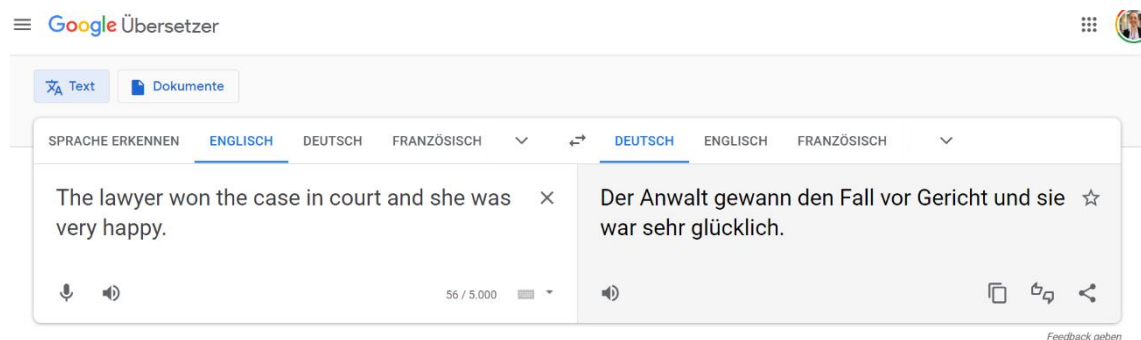 Google Übersetzer
Text
Dokumente
SPRACHE ERKENNEN ENGLISCH DEUTSCH FRANZÖSISCH DEUTSCH ENGLISCH FRANZÖSISCH
The lawyer won the case in court and she was
very happy.
Der Anwalt gewann den Fall vor Gericht und sie
war sehr glücklich.
56 / 5.000
Feedback geben